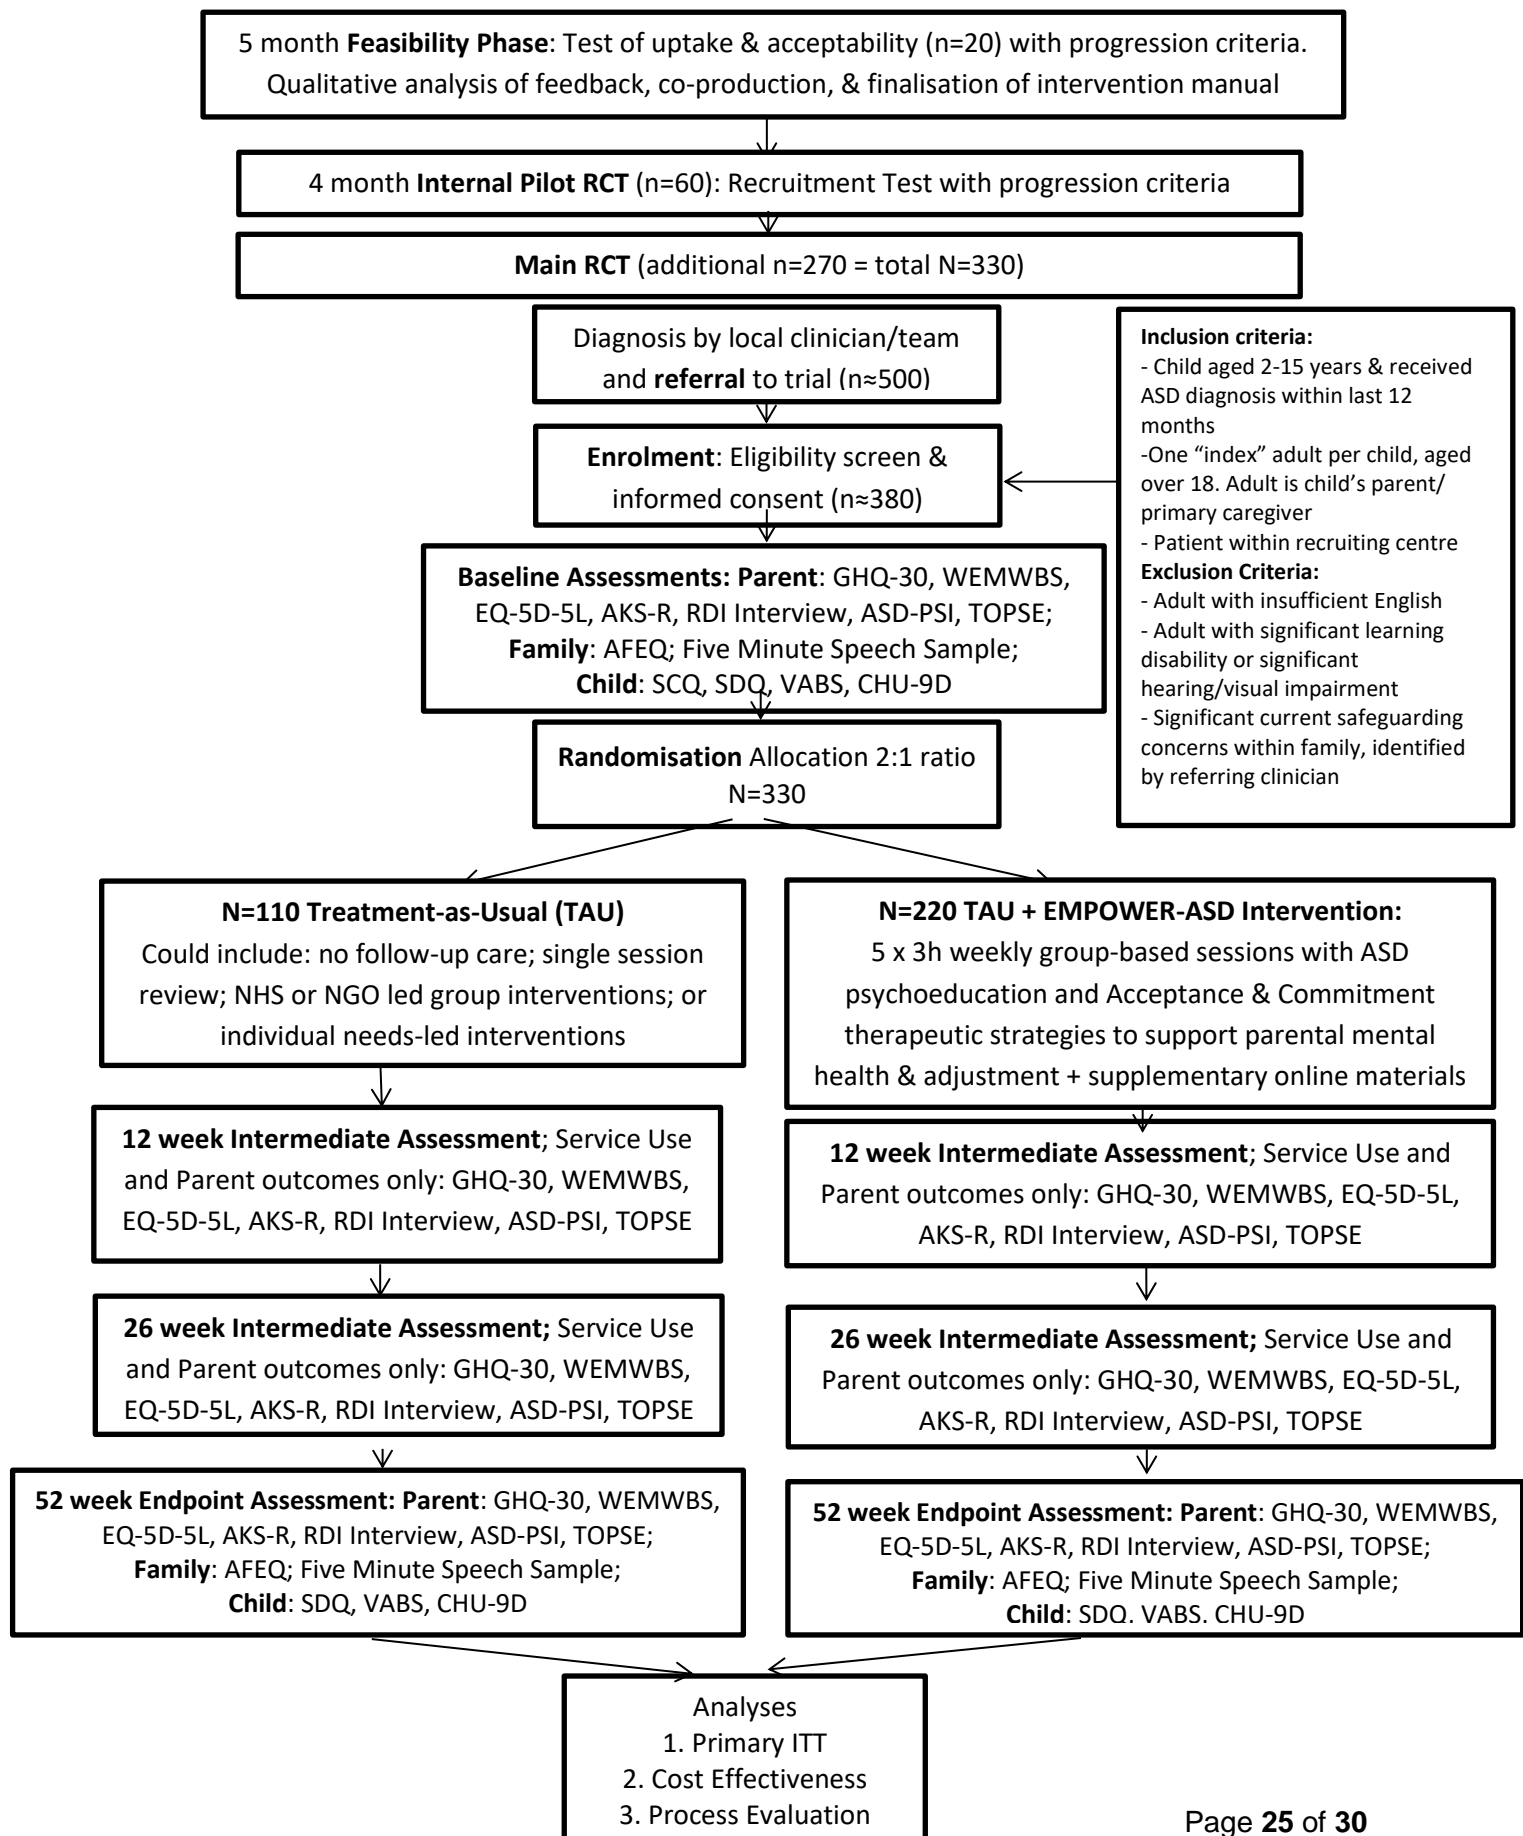 5 month Feasibility Phase: Test of uptake & acceptability (n=20) with progression criteria.
Qualitative analysis of feedback, co-production, & finalisation of intervention manual
4 month Internal Pilot RCT (n=60): Recruitment Test with progression criteria
Main RCT (additional n=270 = total N=330)
Diagnosis by local clinician/team
and referral to trial (n≈500)
Enrolment: Eligibility screen &
informed consent (n≈380)
Inclusion criteria:
- Child aged 2-15 years & received
ASD diagnosis within last 12
months
-One “index” adult per child, aged
over 18. Adult is child’s parent/
primary caregiver
- Patient within recruiting centre
Exclusion Criteria:
- Adult with insufficient English
- Adult with significant learning
disability or significant
hearing/visual impairment
- Significant current safeguarding
concerns within family, identified
by referring clinician
Baseline Assessments: Parent: GHQ-30, WEMWBS,
EQ-5D-5L, AKS-R, RDI Interview, ASD-PSI, TOPSE;
Family: AFEQ; Five Minute Speech Sample;
Child: SCQ, SDQ, VABS, CHU-9D
Randomisation Allocation 2:1 ratio
N=330
N=110 Treatment-as-Usual (TAU)
Could include: no follow-up care; single session
review; NHS or NGO led group interventions; or
individual needs-led interventions
N=220 TAU + EMPOWER-ASD Intervention:
5 x 3h weekly group-based sessions with ASD
psychoeducation and Acceptance & Commitment
therapeutic strategies to support parental mental
health & adjustment + supplementary online materials
12 week Intermediate Assessment; Service Use
and Parent outcomes only: GHQ-30, WEMWBS,
EQ-5D-5L, AKS-R, RDI Interview, ASD-PSI, TOPSE
12 week Intermediate Assessment; Service Use and
Parent outcomes only: GHQ-30, WEMWBS, EQ-5D-5L,
AKS-R, RDI Interview, ASD-PSI, TOPSE
26 week Intermediate Assessment; Service Use
and Parent outcomes only: GHQ-30, WEMWBS,
EQ-5D-5L, AKS-R, RDI Interview, ASD-PSI, TOPSE
26 week Intermediate Assessment; Service Use and
Parent outcomes only: GHQ-30, WEMWBS, EQ-5D-5L,
AKS-R, RDI Interview, ASD-PSI, TOPSE
52 week Endpoint Assessment: Parent: GHQ-30, WEMWBS,
EQ-5D-5L, AKS-R, RDI Interview, ASD-PSI, TOPSE;
Family: AFEQ; Five Minute Speech Sample;
Child: SDQ, VABS, CHU-9D
52 week Endpoint Assessment: Parent: GHQ-30, WEMWBS,
EQ-5D-5L, AKS-R, RDI Interview, ASD-PSI, TOPSE;
Family: AFEQ; Five Minute Speech Sample;
Child: SDQ, VABS, CHU-9D
Analyses
1. Primary ITT
2. Cost Effectiveness
3. Process Evaluation
Page 25 of 30